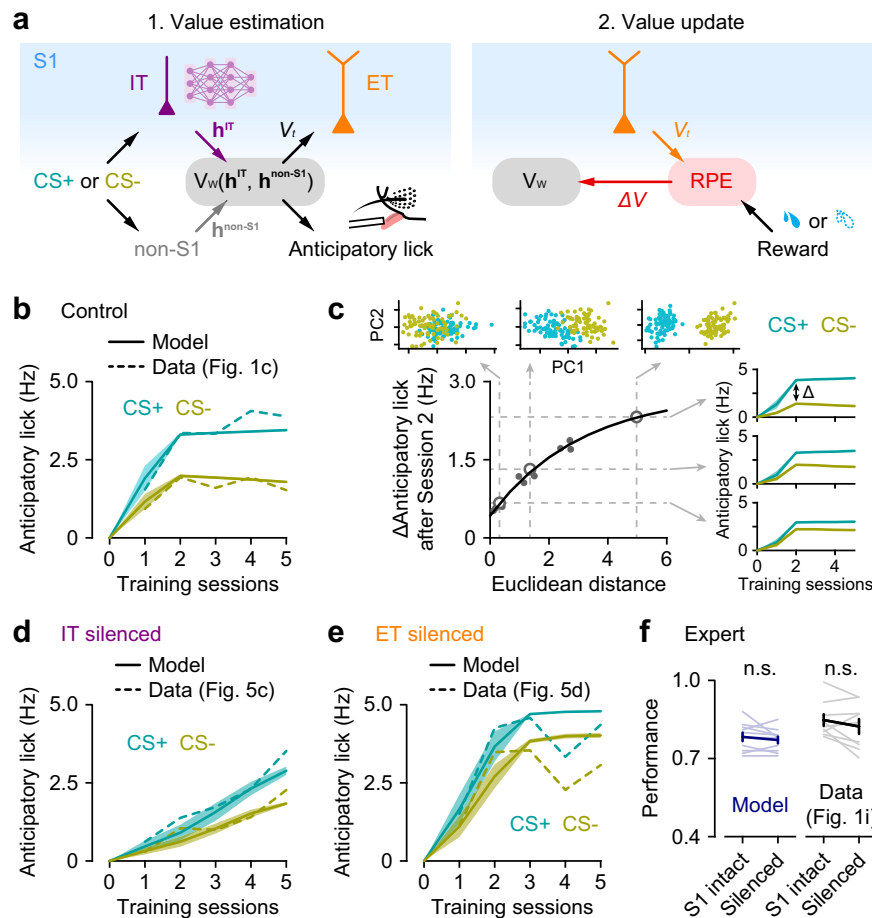 a
1. Value estimation
2. Value update
S1
IT
ET
h^IT
V_t
V_t
CS+ or CS-
V_W(h^IT, h^non-S1)
V_W
RPE
ΔV
non-S1
h^non-S1
Anticipatory lick
or
Reward
b Control
Model
Data (Fig. 1c)
CS+ CS-
Anticipatory lick (Hz)
5.0
2.5
0
0 1 2 3 4 5
Training sessions
c
PC2
PC1
CS+ CS-
ΔAnticipatory lick
after Session 2 (Hz)
3.0
1.5
0
0 2 4 6
Euclidean distance
Anticipatory lick (Hz)
5
0
Δ
5
0
5
0
0 2 4
Training sessions
d IT silenced
Model
Data (Fig. 5c)
CS+ CS-
Anticipatory lick (Hz)
5.0
2.5
0
0 1 2 3 4 5
Training sessions
e ET silenced
Model
Data (Fig. 5d)
CS+ CS-
Anticipatory lick (Hz)
5.0
2.5
0
0 1 2 3 4 5
Training sessions
f Expert
n.s. n.s.
Performance
1.0
0.7
0.4
Model
Data
(Fig. 1i)
S1 intact
Silenced
S1 intact
Silenced